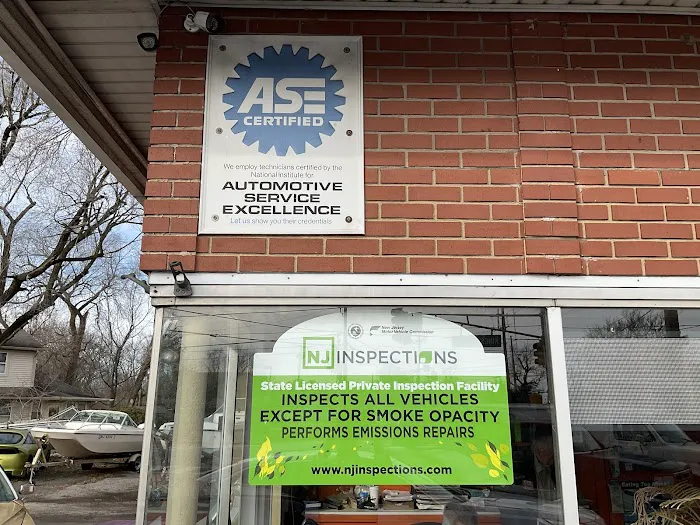 ASE
CERTIFIED
We employ technicians certified by the
National Institute for
AUTOMOTIVE
SERVICE
EXCELLENCE
Let us show you their credentials
New Jersey
Motor Vehicle Commission
NJ INSPECTIONS
State Licensed Private Inspection Facility
INSPECTS ALL VEHICLES
EXCEPT FOR SMOKE OPACITY
PERFORMS EMISSIONS REPAIRS
www.njinspections.com